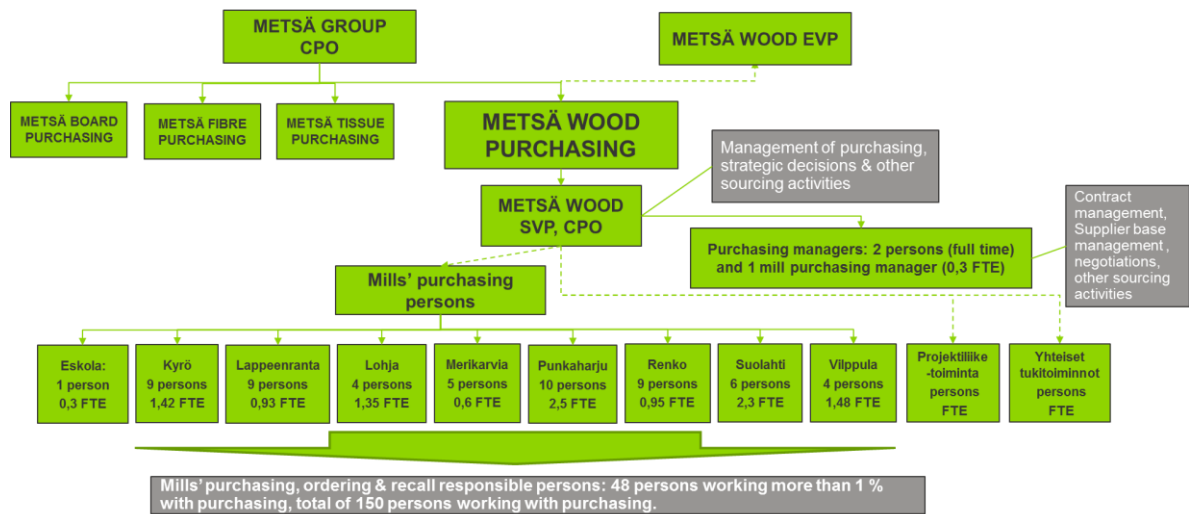 METSÄ GROUP
CPO
METSÄ WOOD EVP
METSÄ BOARD
PURCHASING
METSÄ FIBRE
PURCHASING
METSÄ TISSUE
PURCHASING
METSÄ WOOD
PURCHASING
Management of purchasing,
strategic decisions & other
sourcing activities
METSÄ WOOD
SVP, CPO
Contract
management,
Supplier base
management ,
negotiations,
other sourcing
activities
Purchasing managers: 2 persons (full time)
and 1 mill purchasing manager (0,3 FTE)
Mills' purchasing
persons
Eskola:
1 person
0,3 FTE
Kyrö
9 persons
1,42 FTE
Lappeenranta
9 persons
0,93 FTE
Lohja
4 persons
1,35 FTE
Merikarvia
5 persons
0,6 FTE
Punkaharju
10 persons
2,5 FTE
Renko
9 persons
0,95 FTE
Suolahti
6 persons
2,3 FTE
Vilppula
4 persons
1,48 FTE
Projektiliike
-toiminta
persons
FTE
Yhteiset
tukitoiminnot
persons
FTE
Mills' purchasing, ordering & recall responsible persons: 48 persons working more than 1 %
with purchasing, total of 150 persons working with purchasing.